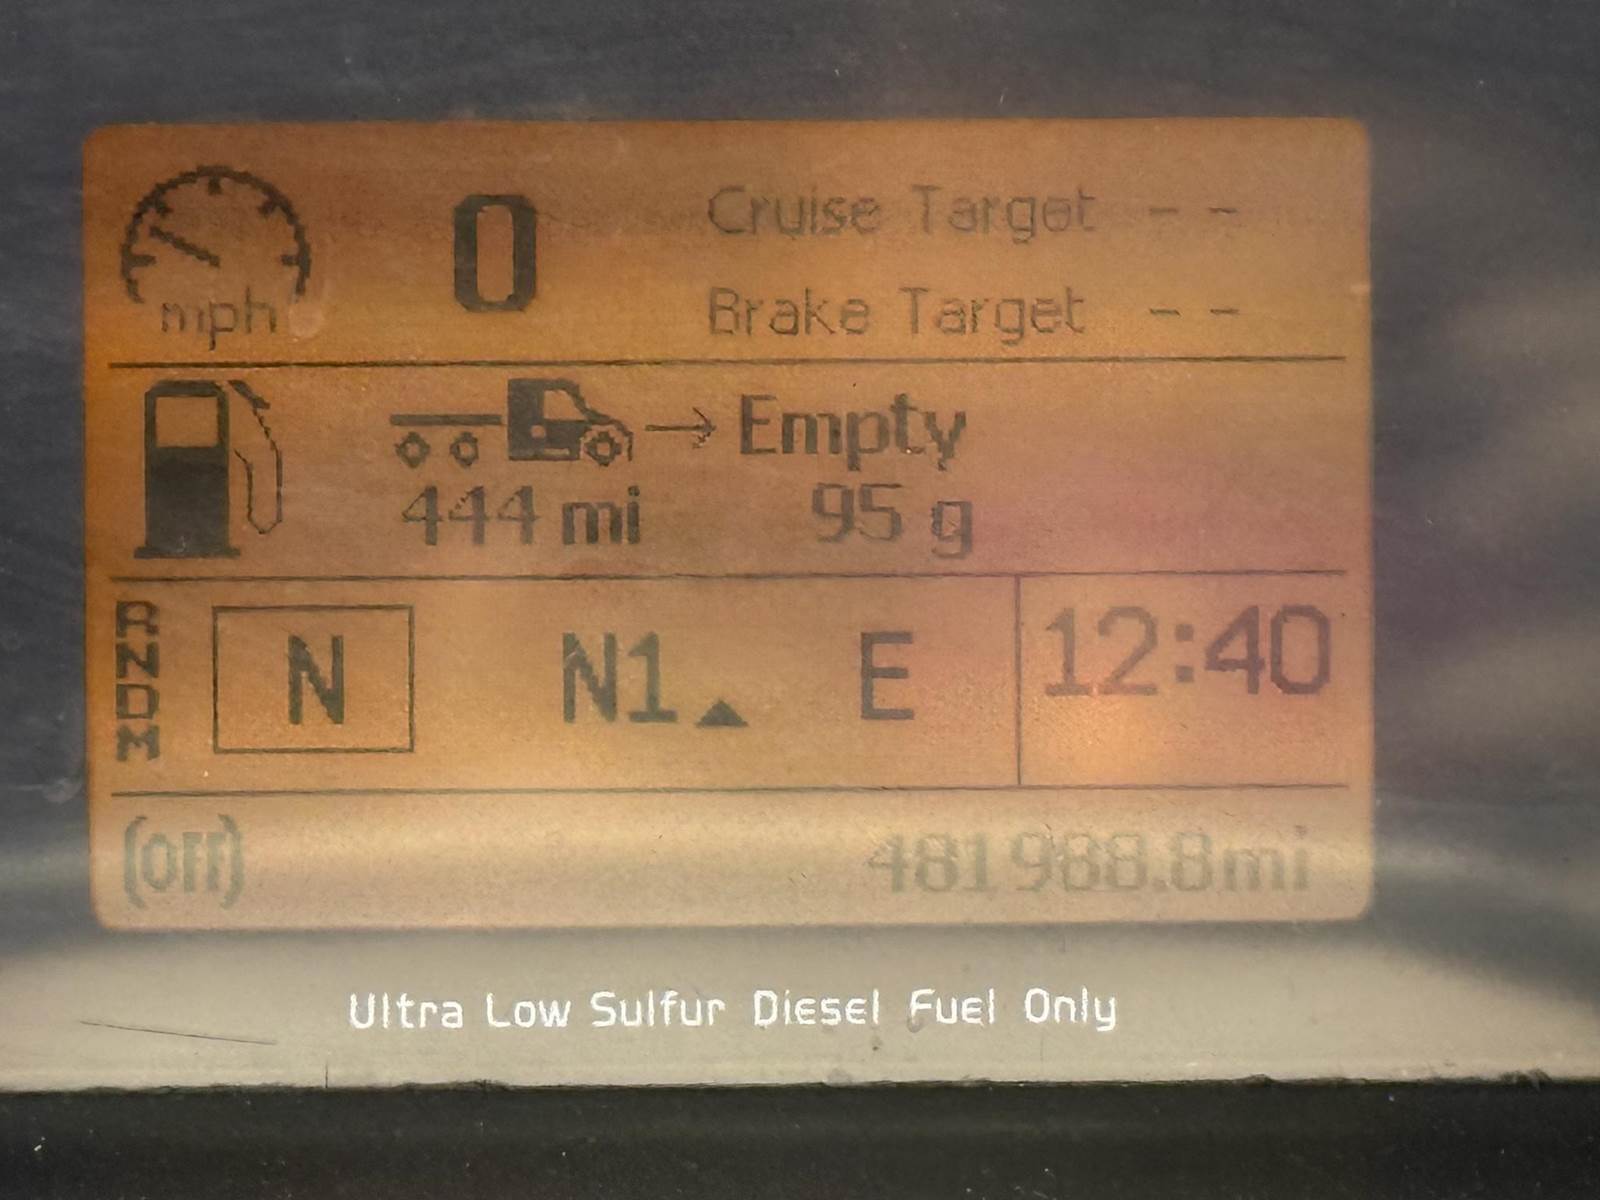 0 Cruise Target --
mph Brake Target --
Empty
444 mi 95 g
R
N
D
M
N N1 E 12:40
(OFF) 481988.8mi
Ultra Low Sulfur Diesel Fuel Only